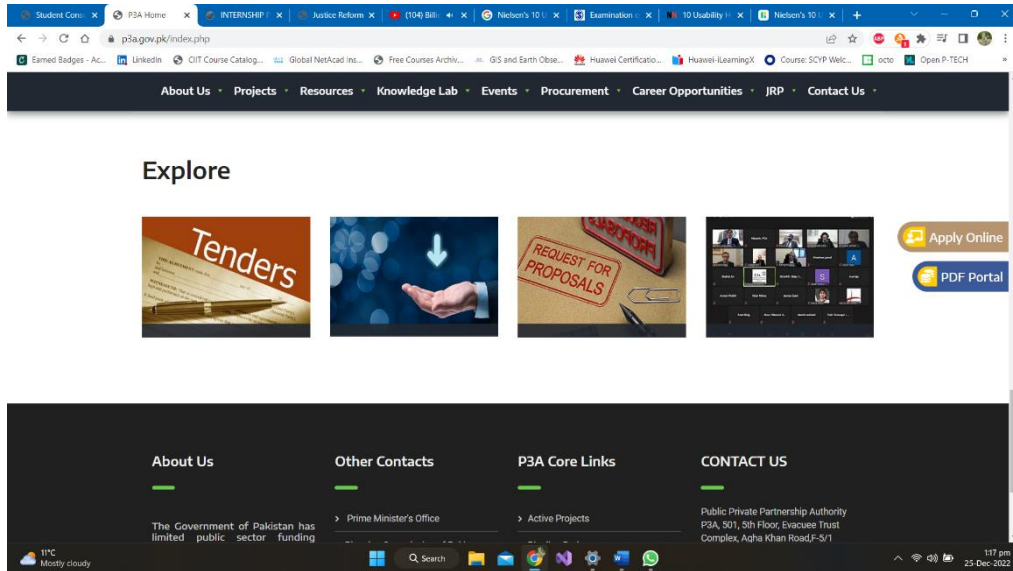 Student Cons
P3A Home
INTERNSHIP F
Justice Reform
(104) Billi
Nielsen's 10 U
Examination o
10 Usability H
Nielsen's 10 U
p3a.gov.pk/index.php
Earned Badges - Ac...
LinkedIn
CIIT Course Catalog...
Global NetAcad Ins...
Free Courses Archiv...
GIS and Earth Obse...
Huawei Certificatio...
Huawei-iLearningX
Course: SCYP Welc...
octo
Open P-TECH
»
About Us
Projects
Resources
Knowledge Lab
Events
Procurement
Career Opportunities
JRP
Contact Us
Explore
Tenders
REQUEST FOR
PROPOSALS
Apply Online
PDF Portal
About Us
The Government of Pakistan has
limited public sector funding
Other Contacts
> Prime Minister's Office
P3A Core Links
> Active Projects
CONTACT US
Public Private Partnership Authority
P3A, 501, 5th Floor, Evacuee Trust
Complex, Agha Khan Road,F-5/1
11°C
Mostly cloudy
Search
1:17 pm
25-Dec-2022